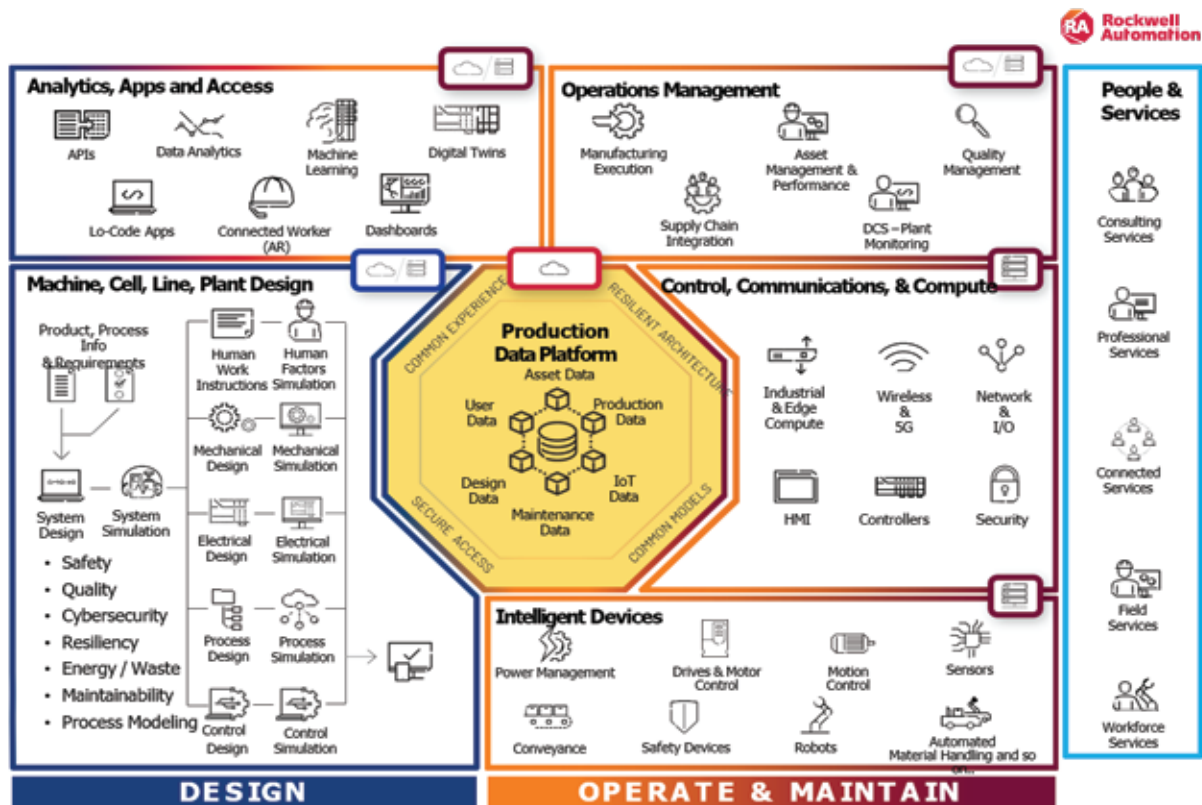 RA
Rockwell
Automation
Analytics, Apps and Access
APIs
Data Analytics
Machine
Learning
Digital Twins
Lo-Code Apps
Connected Worker
(AR)
Dashboards
Operations Management
Manufacturing
Execution
Asset
Management &
Performance
Quality
Management
Supply Chain
Integration
DCS – Plant
Monitoring
People &
Services
Consulting
Services
Professional
Services
Connected
Services
Field
Services
Workforce
Services
Machine, Cell, Line, Plant Design
Product, Process
Info
& Requirements
Human
Work
Instructions
Human
Factors
Simulation
Mechanical
Design
Mechanical
Simulation
System
Design
System
Simulation
Electrical
Design
Electrical
Simulation
• Safety
• Quality
• Cybersecurity
• Resiliency
• Energy / Waste
• Maintainability
• Process Modeling
Process
Design
Process
Simulation
Control
Design
Control
Simulation
COMMON EXPERIENCE
RESILIENT ARCHITECTURE
SECURE ACCESS
COMMON MODELS
Production
Data Platform
Asset Data
User
Data
Production
Data
Design
Data
IoT
Data
Maintenance
Data
Control, Communications, & Compute
Industrial
& Edge
Compute
Wireless
&
5G
Network
&
I/O
HMI
Controllers
Security
Intelligent Devices
Power Management
Drives & Motor
Control
Motion
Control
Sensors
Conveyance
Safety Devices
Robots
Automated
Material Handling and so
on..
DESIGN
OPERATE & MAINTAIN